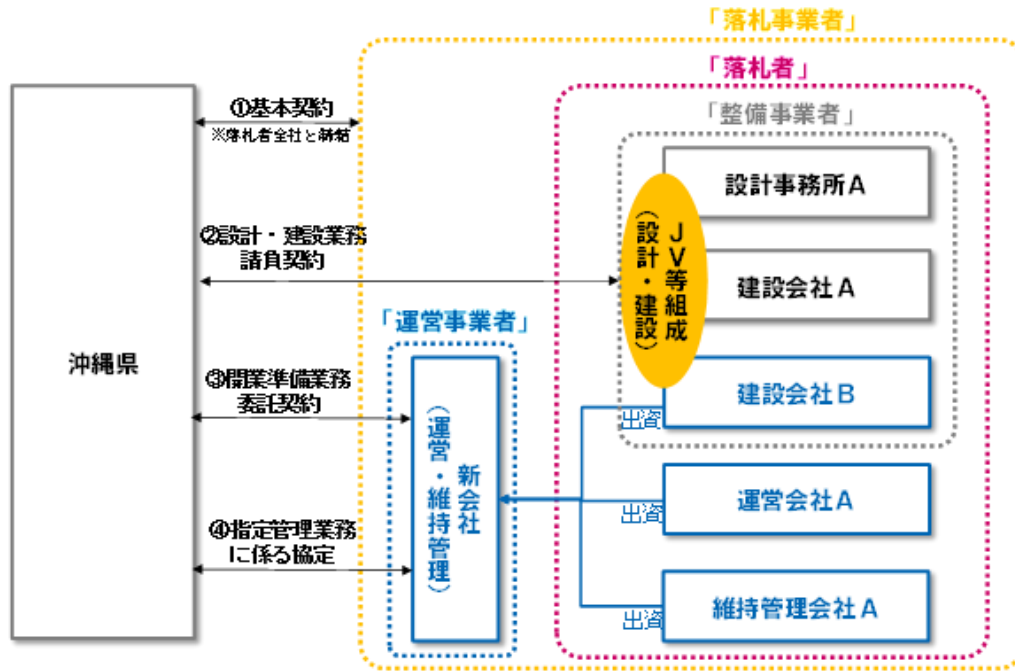 「落札事業者」
「落札者」
「整備事業者」
①基本契約
※落札者全社と締結
設計事務所A
②設計・建設業務
請負契約
JV等組成
(設計・建設)
建設会社A
「運営事業者」
沖縄県
③開業準備業務
委託契約
建設会社B
出資
新会社
(運営・維持管理)
運営会社A
出資
④指定管理業務
に係る協定
維持管理会社A
出資